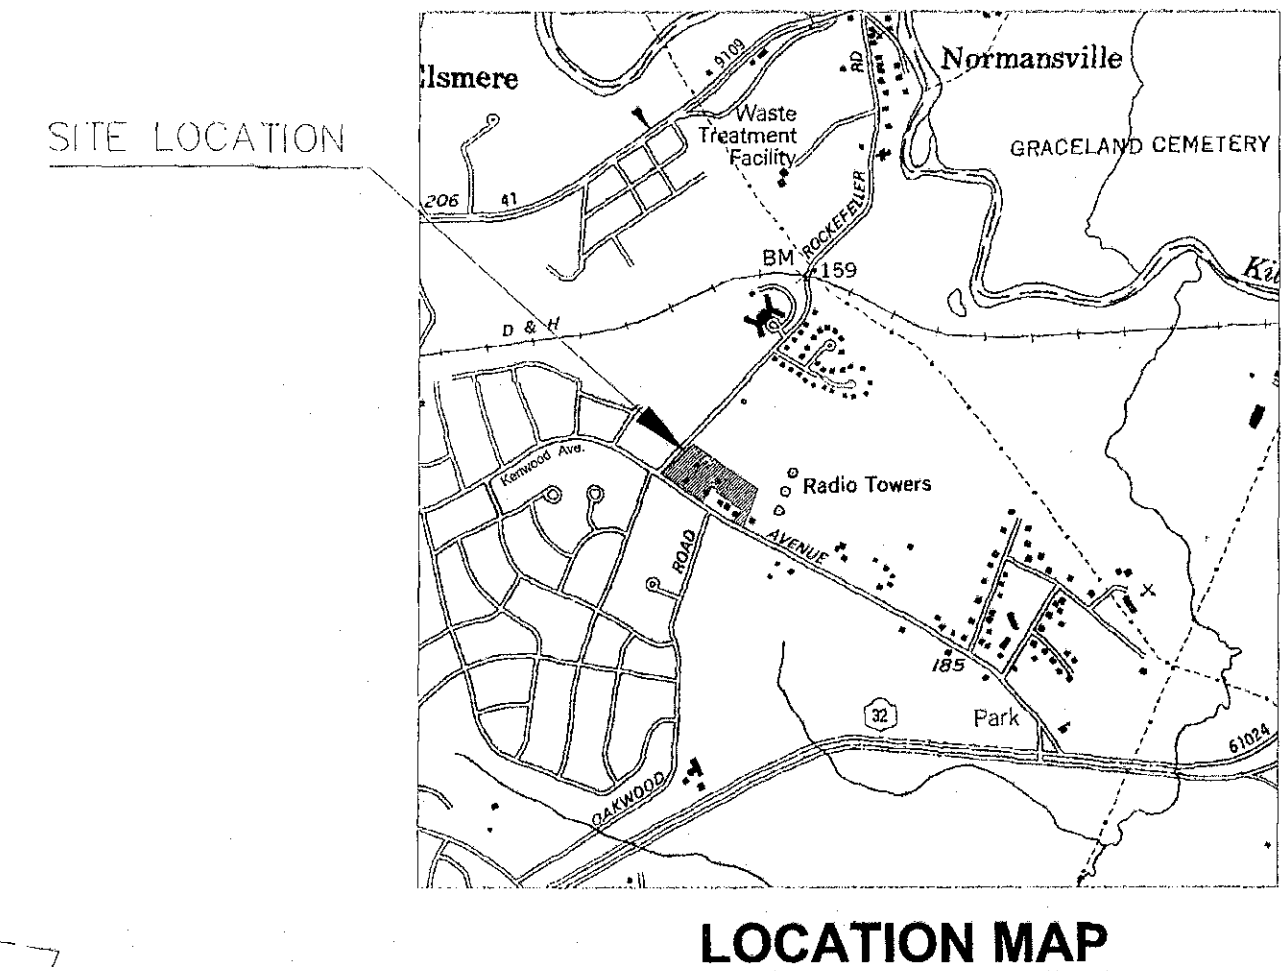 Normansville
lsmere
9109
RD
SITE LOCATION
Waste
Treatment
Facility
GRACELAND CEMETERY
206
41
ROCKEFELLER
BM
159
D & H
Kenwood Ave.
Radio Towers
AVENUE
ROAD
185
32
Park
61024
OAKWOOD
LOCATION MAP